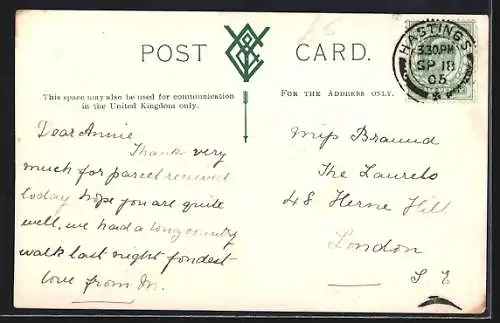 POST CARD.
HASTINGS
3.30 PM
SP 18
05
This space may also be used for communication
in the United Kingdom only.
FOR THE ADDRESS ONLY.
Dear Annie
Thanks very
much for parcel received
today hope you are quite
well, we had a long country
walk last night fondest
love from M.
Miss Braund
The Laurels
48 Herne Hill
London
S E